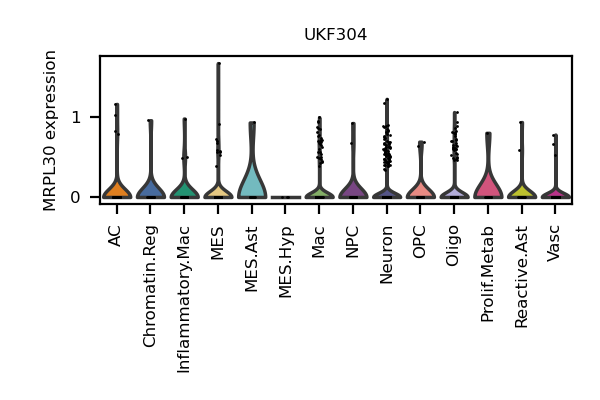 UKF304
MRPL30 expression
1
0
AC
Chromatin.Reg
Inflammatory.Mac
MES
MES.Ast
MES.Hyp
Mac
NPC
Neuron
OPC
Oligo
Prolif.Metab
Reactive.Ast
Vasc